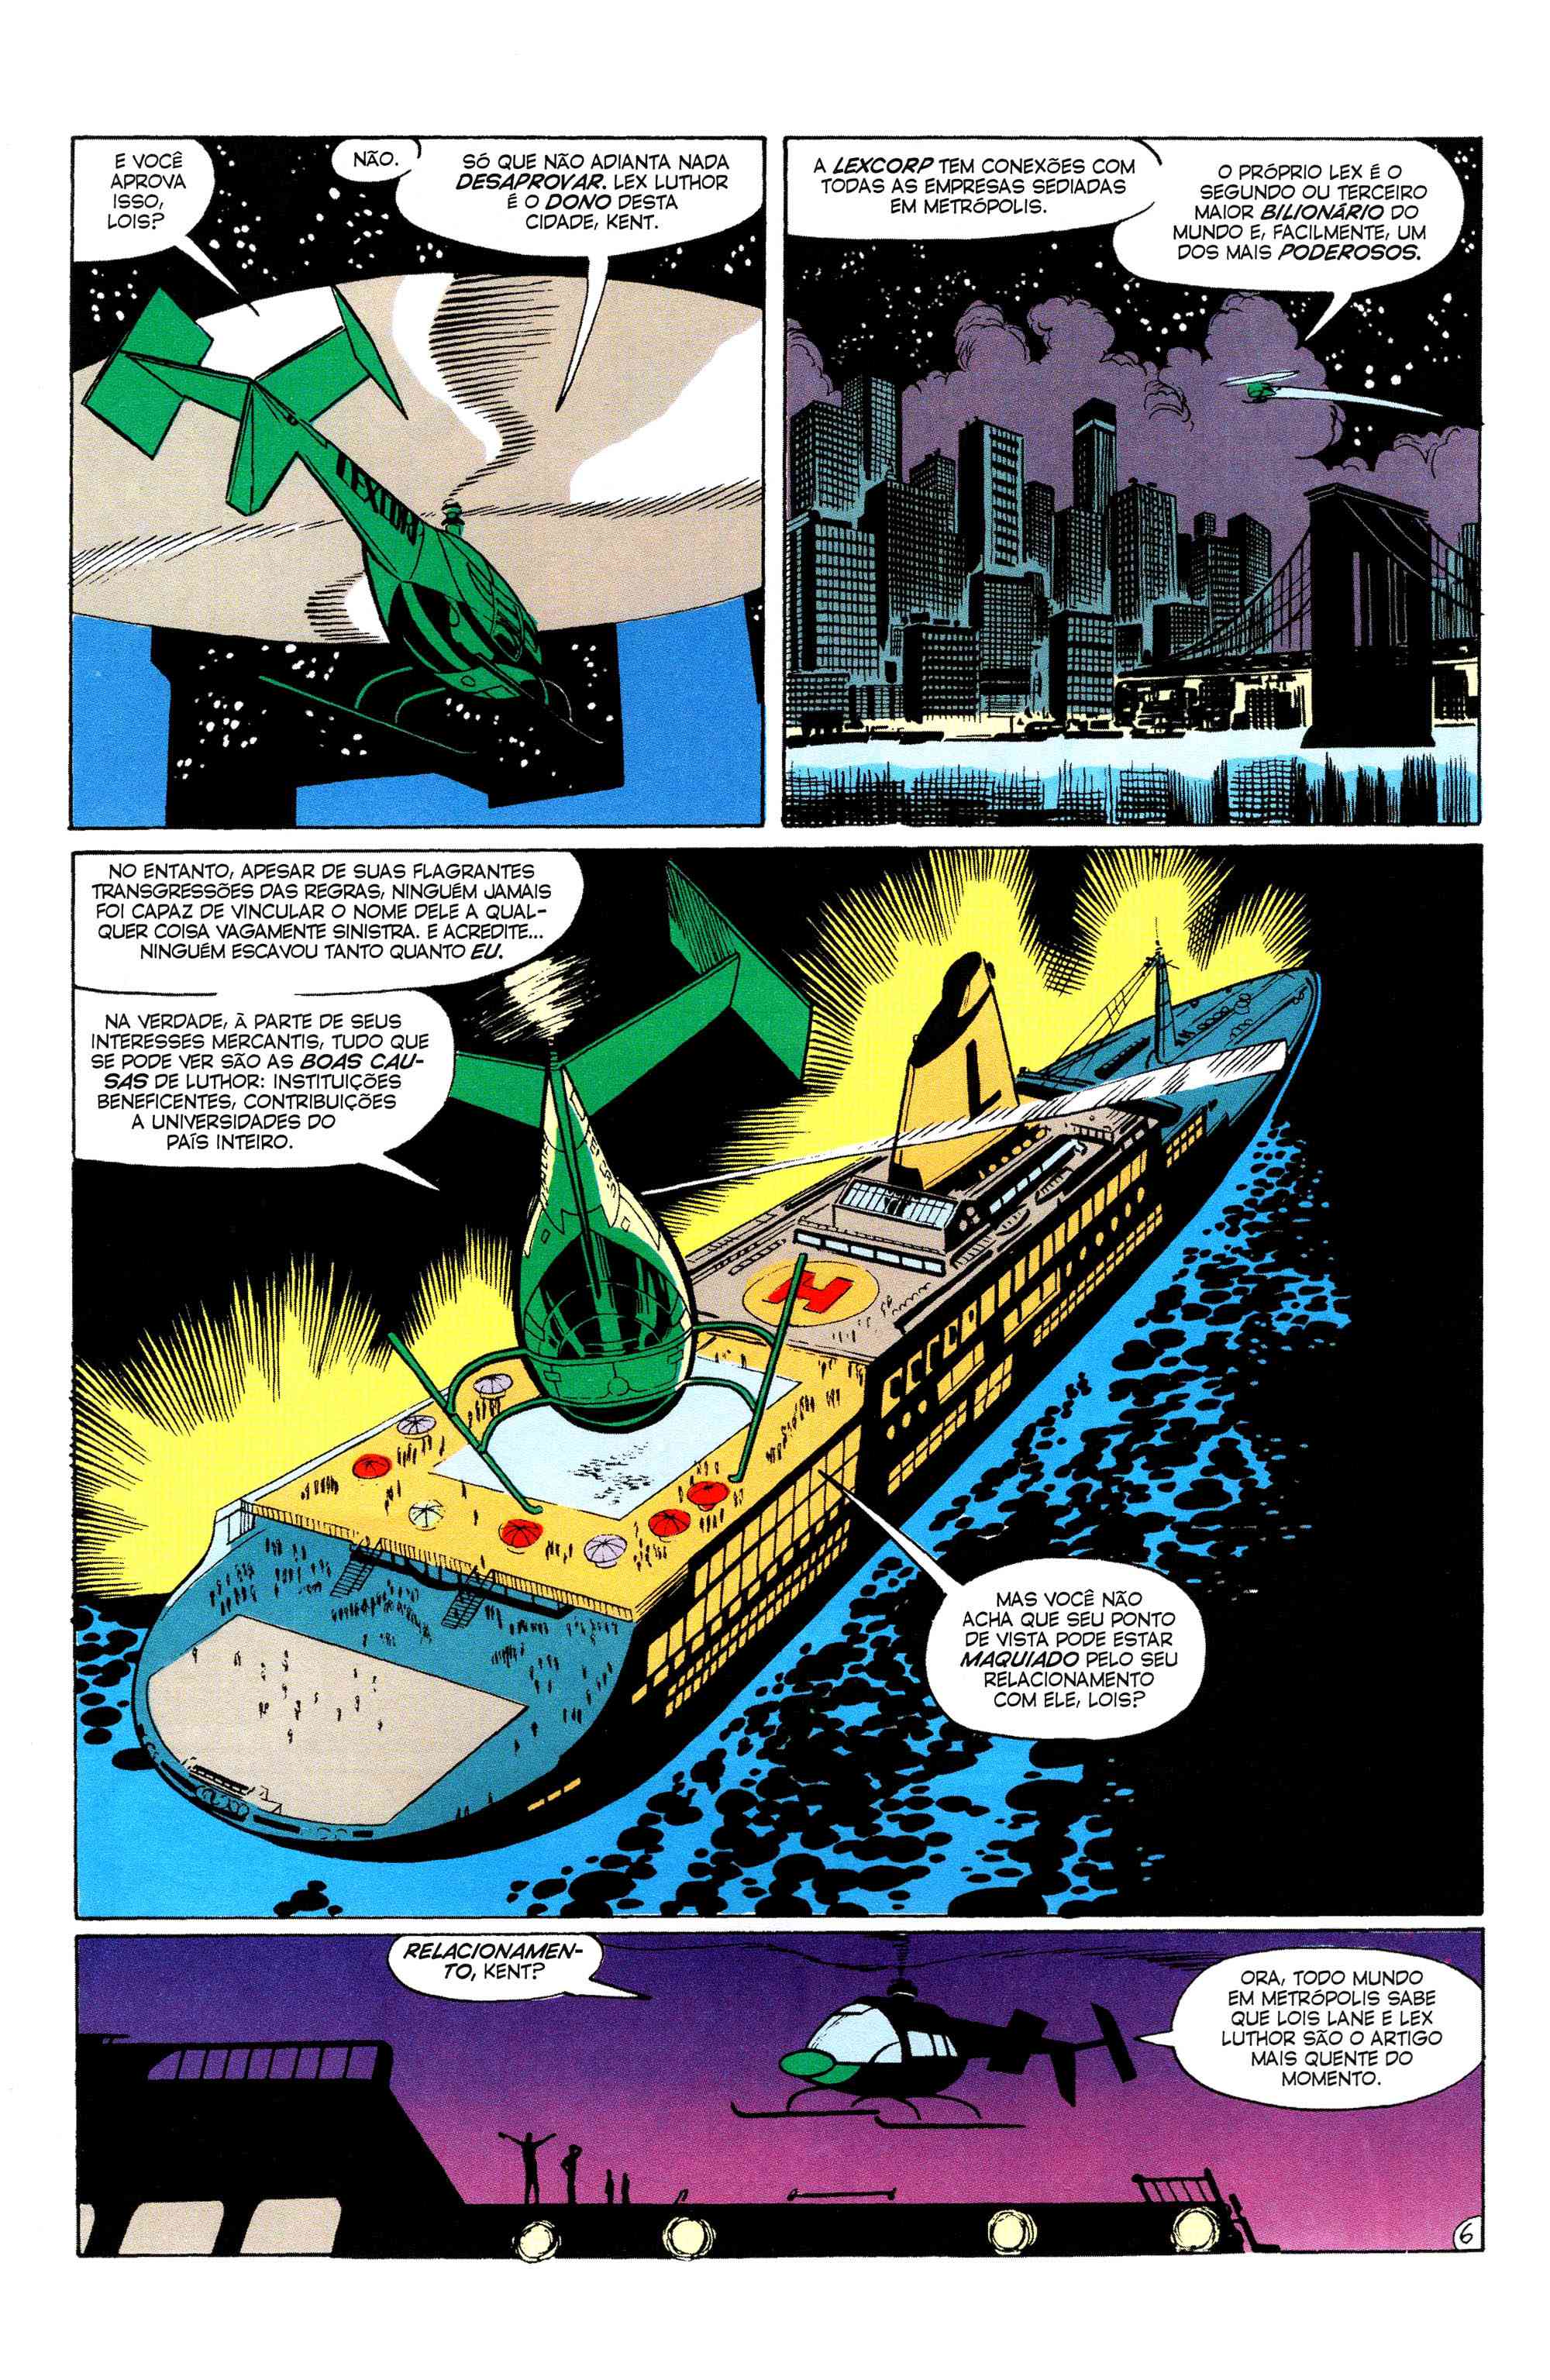 E VOCÊ
APROVA
ISSO,
LOIS?
NÃO.
SÓ QUE NÃO ADIANTA NADA
DESAPROVAR. LEX LUTHOR
É O DONO DESTA
CIDADE, KENT.
LEXCORP
A LEXCORP TEM CONEXÕES COM
TODAS AS EMPRESAS SEDIADAS
EM METRÓPOLIS.
O PRÓPRIO LEX É O
SEGUNDO OU TERCEIRO
MAIOR BILIONÁRIO DO
MUNDO E, FACILMENTE, UM
DOS MAIS PODEROSOS.
NO ENTANTO, APESAR DE SUAS FLAGRANTES
TRANSGRESSÕES DAS REGRAS, NINGUÉM JAMAIS
FOI CAPAZ DE VINCULAR O NOME DELE A QUAL-
QUER COISA VAGAMENTE SINISTRA. E ACREDITE...
NINGUÉM ESCAVOU TANTO QUANTO EU.
NA VERDADE, À PARTE DE SEUS
INTERESSES MERCANTIS, TUDO QUE
SE PODE VER SÃO AS BOAS CAU-
SAS DE LUTHOR: INSTITUIÇÕES
BENEFICENTES, CONTRIBUIÇÕES
A UNIVERSIDADES DO
PAÍS INTEIRO.
L
H
MAS VOCÊ NÃO
ACHA QUE SEU PONTO
DE VISTA PODE ESTAR
MAQUIADO PELO SEU
RELACIONAMENTO
COM ELE, LOIS?
RELACIONAMEN-
TO, KENT?
ORA, TODO MUNDO
EM METRÓPOLIS SABE
QUE LOIS LANE E LEX
LUTHOR SÃO O ARTIGO
MAIS QUENTE DO
MOMENTO.
6